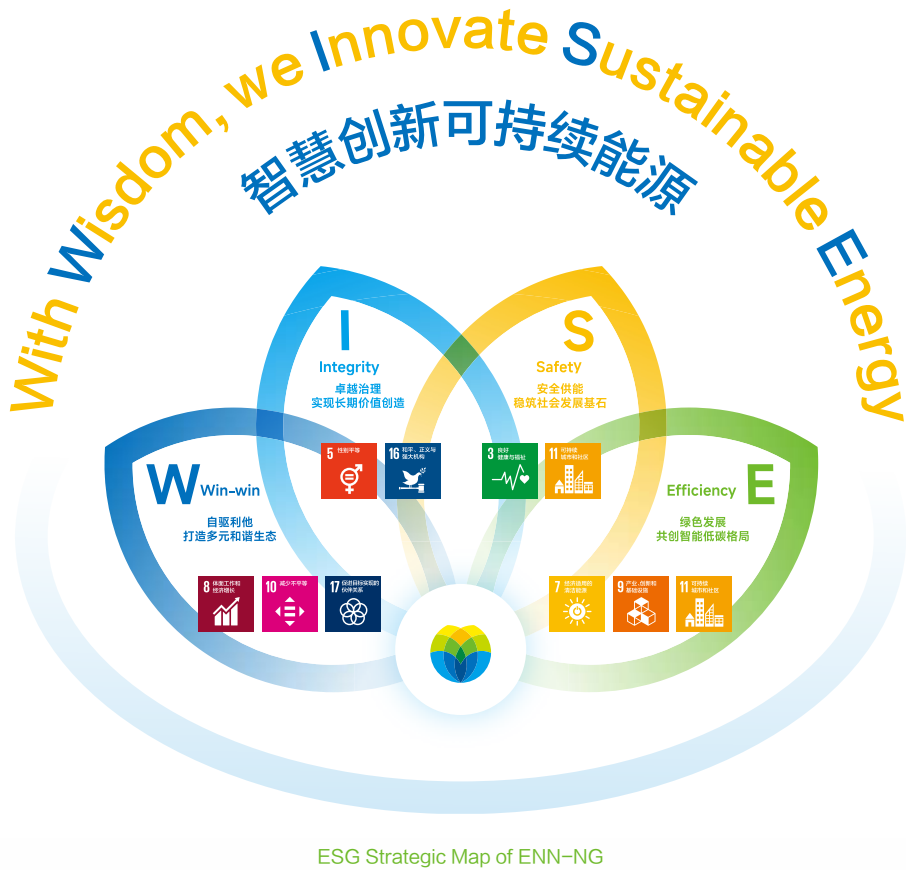 With Wisdom, we Innovate Sustainable Energy
智慧创新可持续能源
I
Integrity
卓越治理
实现长期价值创造
S
Safety
安全供能
稳筑社会发展基石
5 性别平等
16 和平、正义与
强大机构
3 良好
健康与福祉
11 可持续
城市和社区
W Win-win
自驱利他
打造多元和谐生态
Efficiency E
绿色发展
共创智能低碳格局
8 体面工作和
经济增长
10 减少不平等
17 促进目标实现的
伙伴关系
7 经济适用的
清洁能源
9 产业、创新和
基础设施
11 可持续
城市和社区
ESG Strategic Map of ENN-NG